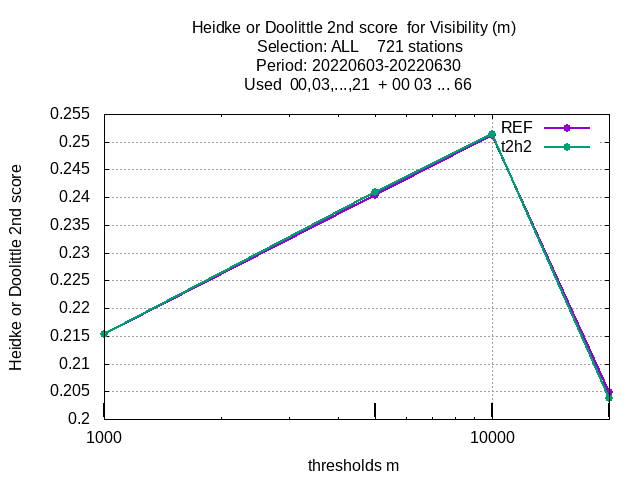 Heidke or Doolittle 2nd score  for Visibility (m)
Selection: ALL    721 stations
Period: 20220603-20220630
Used  00,03,...,21  + 00 03 ... 66
0.255
0.25
0.245
0.24
0.235
0.23
0.225
0.22
0.215
0.21
0.205
0.2
Heidke or Doolittle 2nd score
REF
t2h2
1000
10000
thresholds m